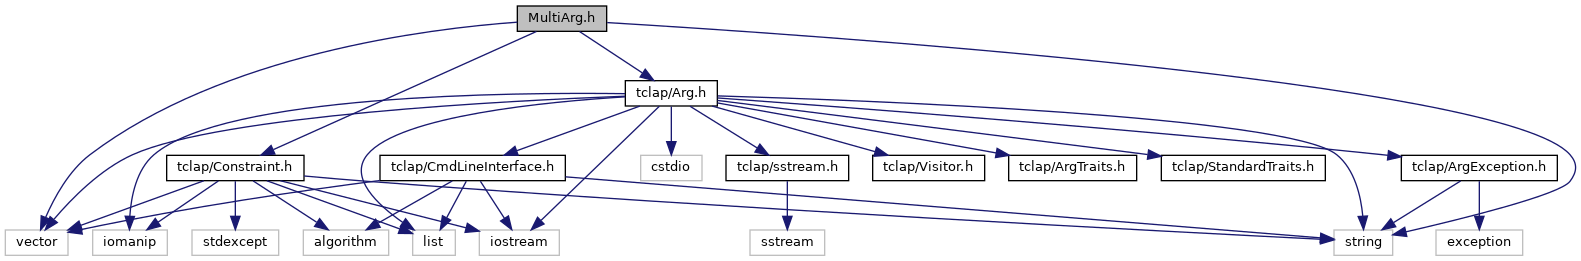 MultiArg.h
tclap/Arg.h
tclap/Constraint.h
tclap/CmdLineInterface.h
cstdio
tclap/sstream.h
tclap/Visitor.h
tclap/ArgTraits.h
tclap/StandardTraits.h
tclap/ArgException.h
vector
iomanip
stdexcept
algorithm
list
iostream
sstream
string
exception